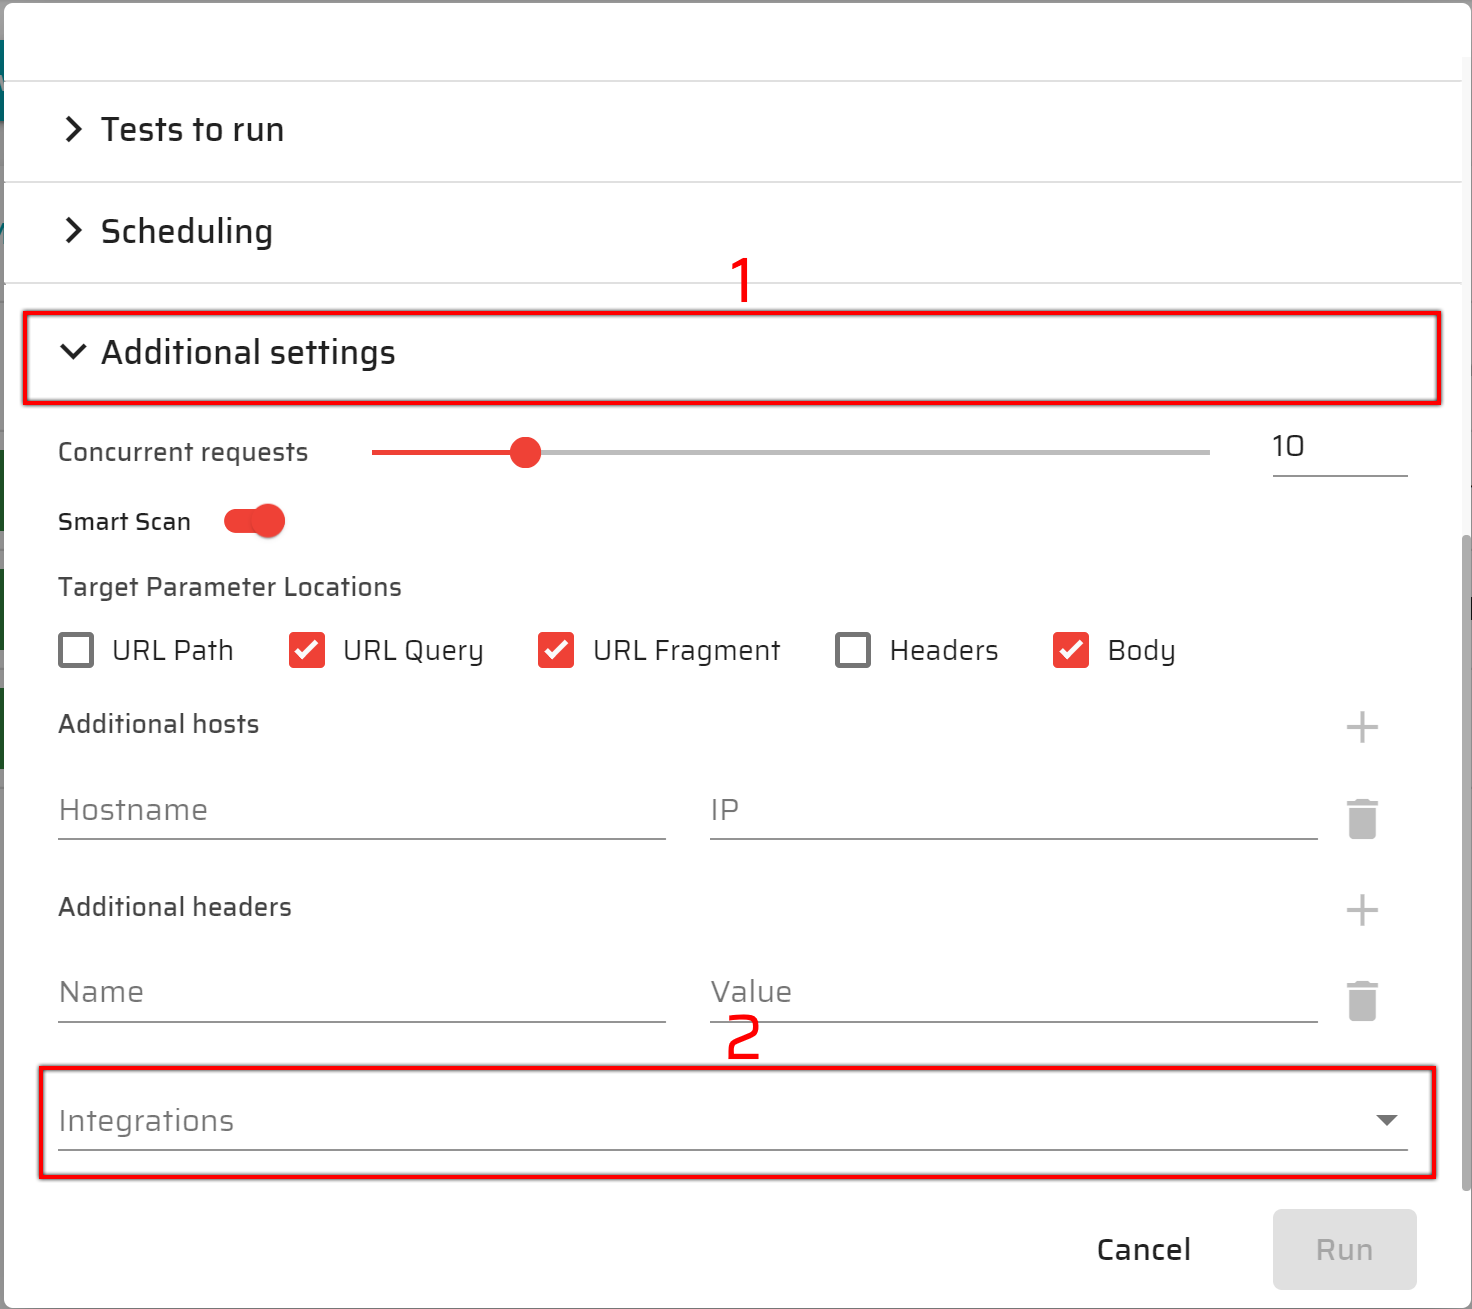 Tests to run
Scheduling
1
Additional settings
Concurrent requests 10
Smart Scan
Target Parameter Locations
URL Path URL Query URL Fragment Headers Body
Additional hosts
Hostname IP
Additional headers
Name Value
2
Integrations
Cancel Run